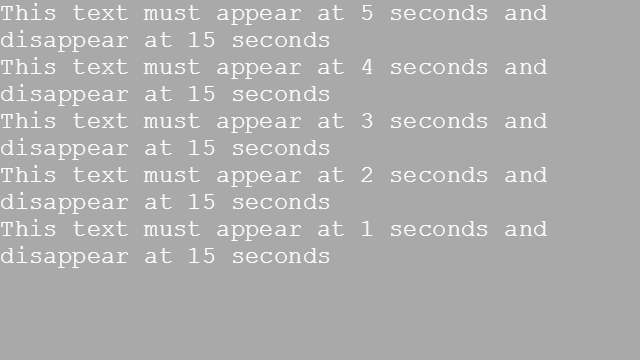 This text must appear at 5 seconds and
disappear at 15 seconds
This text must appear at 4 seconds and
disappear at 15 seconds
This text must appear at 3 seconds and
disappear at 15 seconds
This text must appear at 2 seconds and
disappear at 15 seconds
This text must appear at 1 seconds and
disappear at 15 seconds